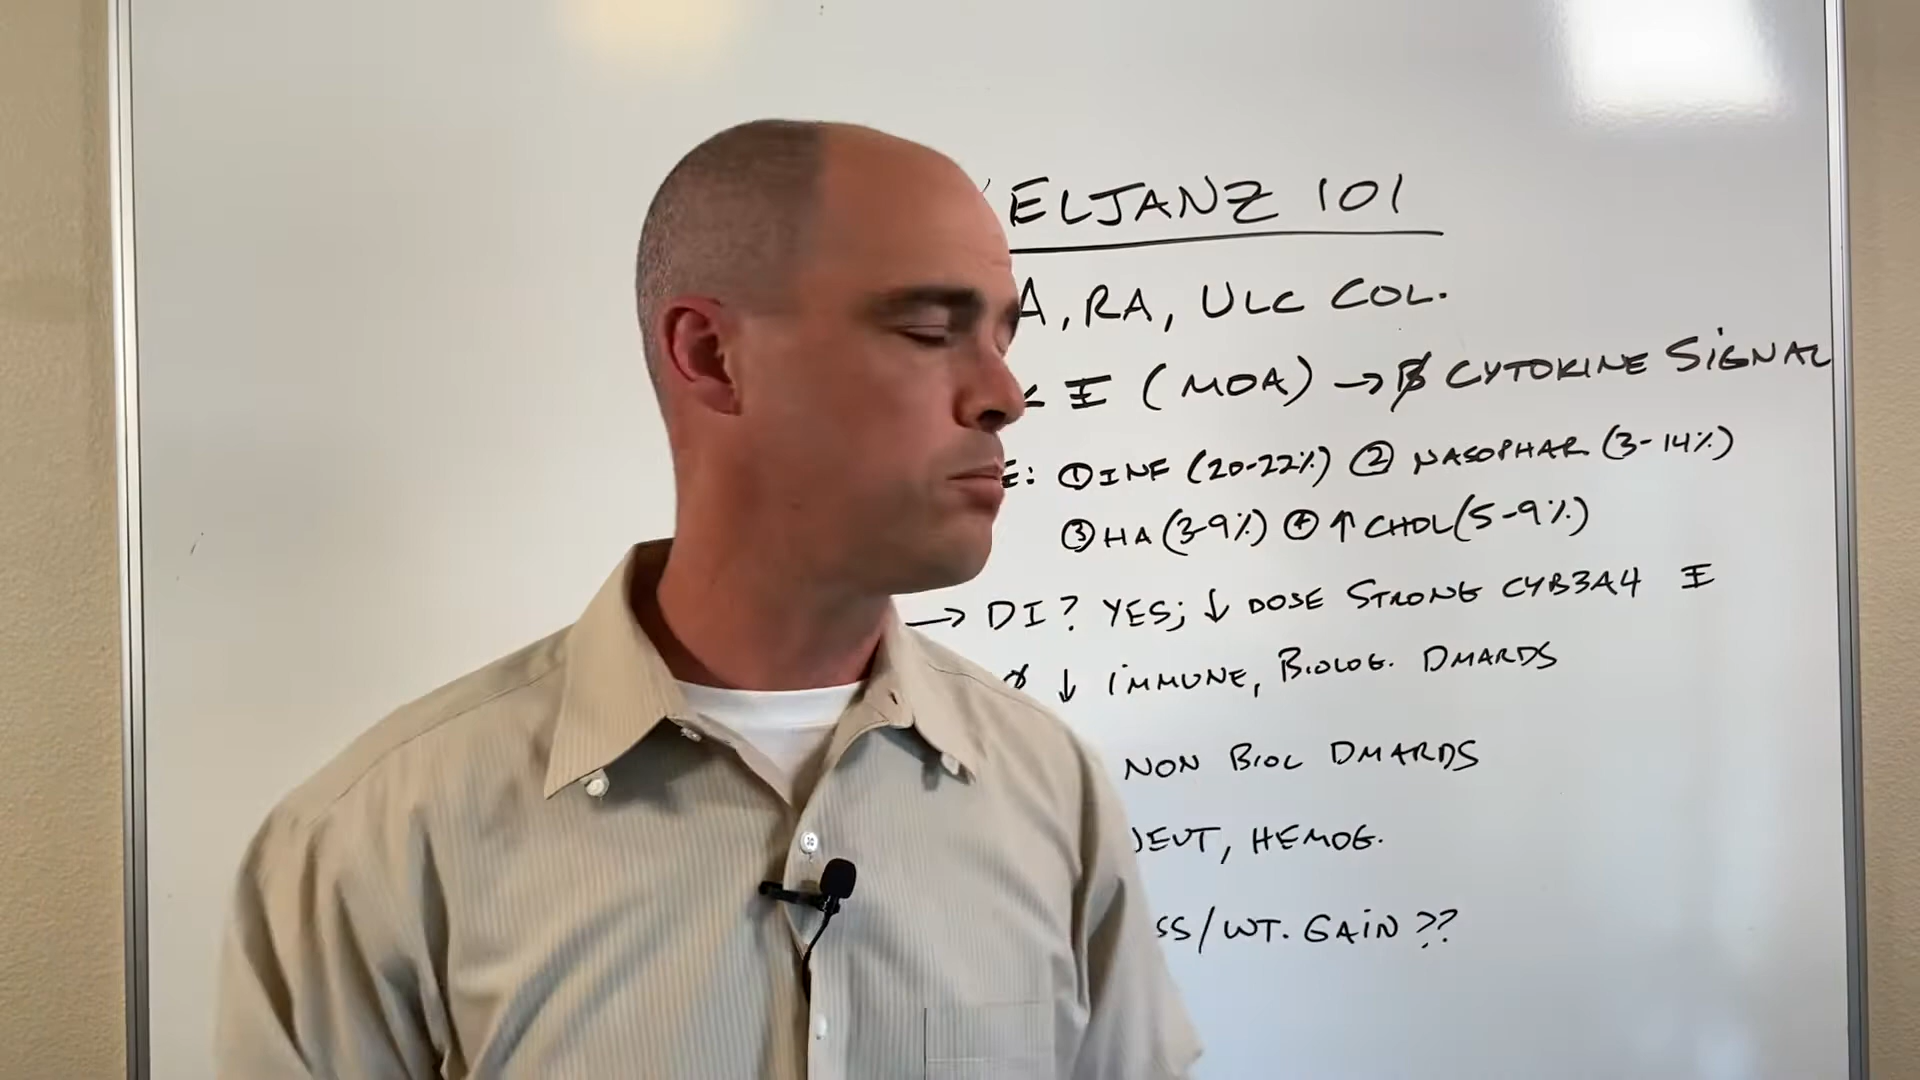 ELJANZ 101
A, RA, ULC COL.
I (MOA) → B CYTOKINE SIGNAL
E: ① INF (20-22%) ② NASOPHAR (3-14%)
③ HA (3-9%) ④ ↑ CHOL (5-9%)
→ DI? YES; ↓ DOSE STRONG CYB3A4 I
Ø ↓ IMMUNE, BIOLOG. DMARDS
NON BIOL DMARDS
EUT, HEMOG.
SS/WT. GAIN ??